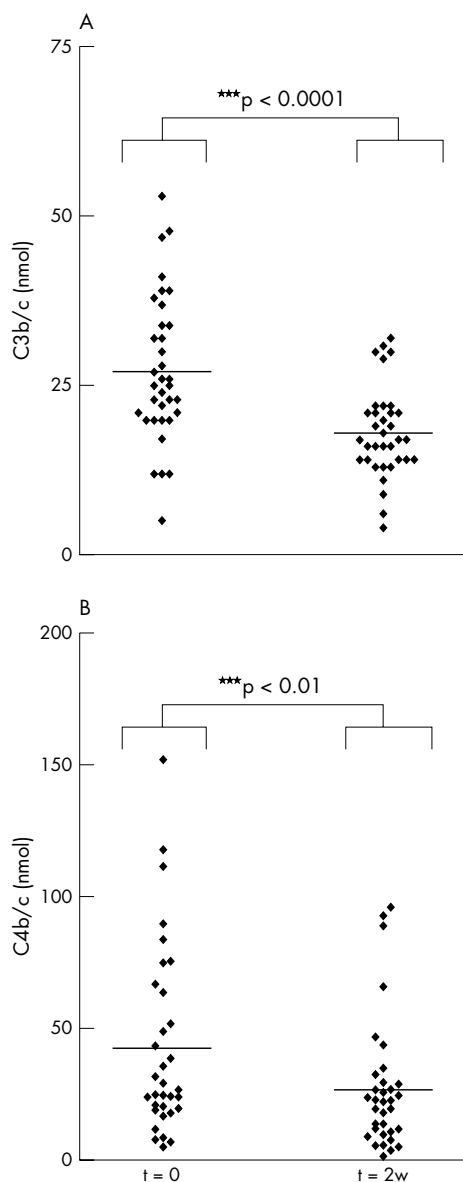 A
75
★★★p < 0.0001
50
C3b/c (nmol)
25
0
B
200
★★★p < 0.01
150
C4b/c (nmol)
100
50
0
t = 0 t = 2w